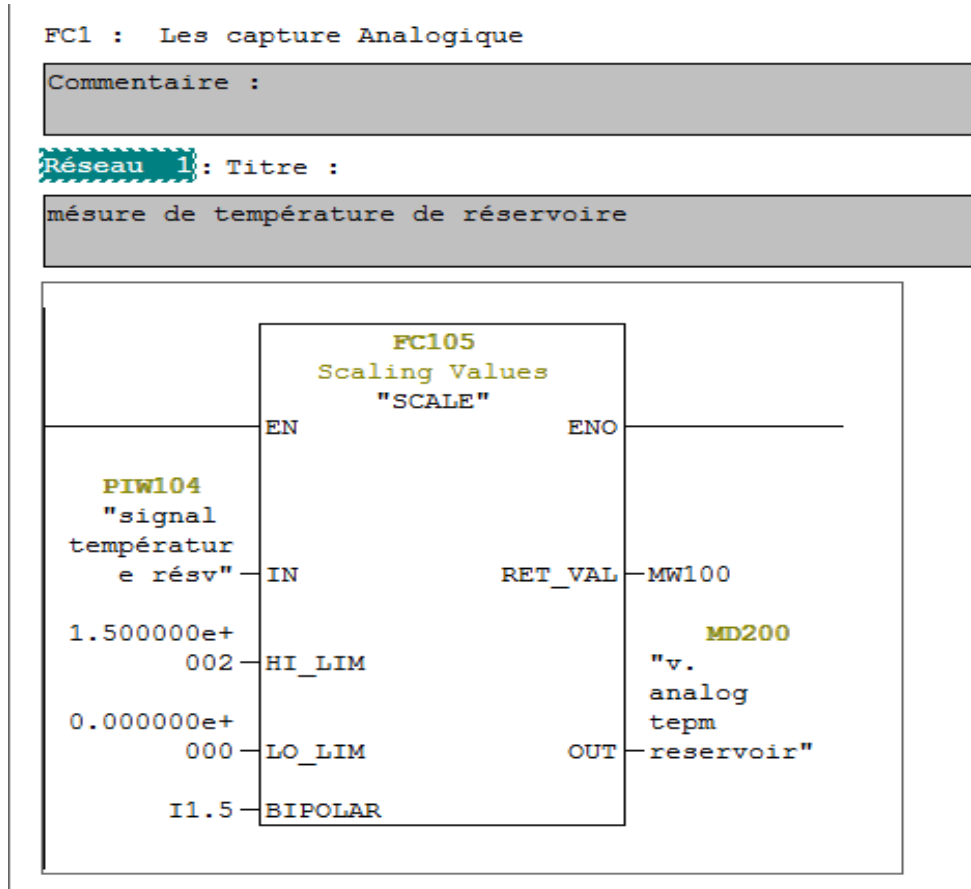 FC1 : Les capture Analogique
Commentaire :
Réseau 1 : Titre :
mésure de température de réservoire
FC105
Scaling Values
"SCALE"
EN ENO
PIW104
"signal
températur
e résv" IN RET_VAL MW100
1.500000e+ MD200
002 HI_LIM "v.
analog
0.000000e+ tepm
000 LO_LIM OUT reservoir"
I1.5 BIPOLAR